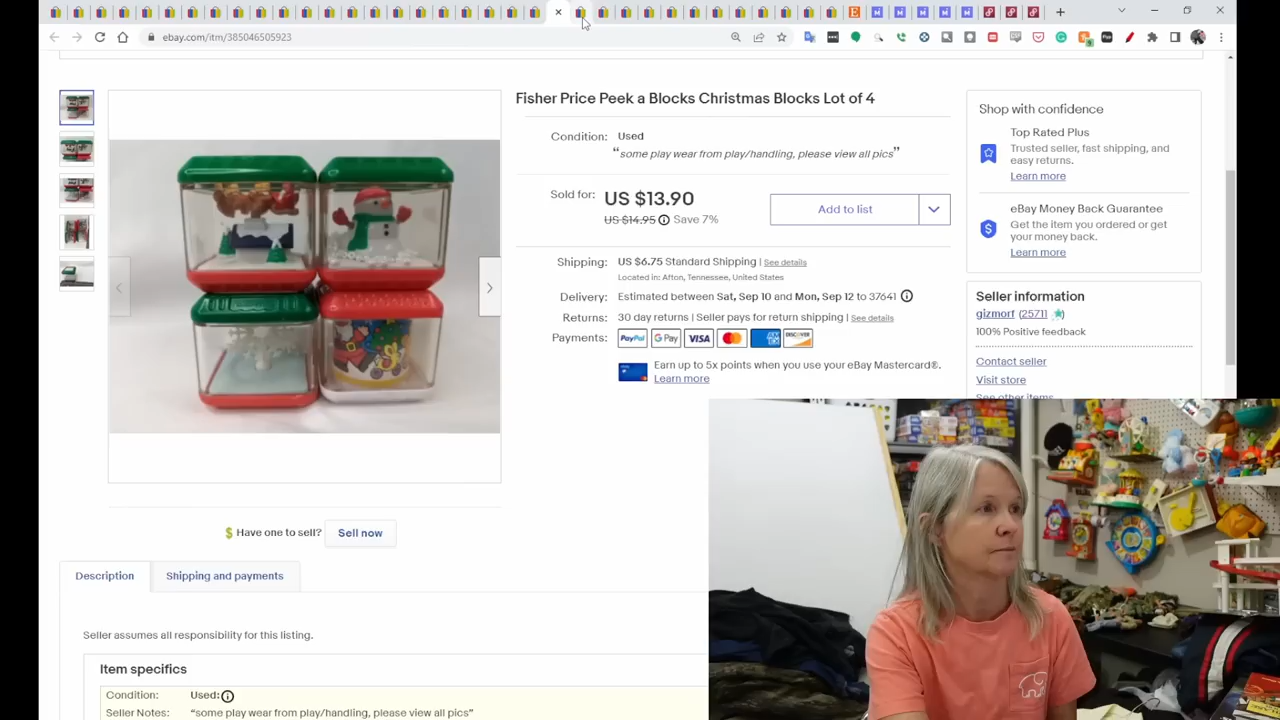 ebay.com/itm/385046505923
Fisher Price Peek a Blocks Christmas Blocks Lot of 4
Condition: Used
“some play wear from play/handling, please view all pics”
Sold for: US $13.90
US $14.95 Save 7%
Add to list
Shipping: US $6.75 Standard Shipping | See details
Located in: Afton, Tennessee, United States
Delivery: Estimated between Sat, Sep 10 and Mon, Sep 12 to 37641
Returns: 30 day returns | Seller pays for return shipping | See details
Payments: PayPal G Pay VISA DISCOVER
Earn up to 5x points when you use your eBay Mastercard®.
Learn more
Shop with confidence
Top Rated Plus
Trusted seller, fast shipping, and
easy returns.
Learn more
eBay Money Back Guarantee
Get the item you ordered or get
your money back.
Learn more
Seller information
gizmorf (25711)
100% Positive feedback
Contact seller
Visit store
See other items
Have one to sell? Sell now
Description
Shipping and payments
Seller assumes all responsibility for this listing.
Item specifics
Condition: Used:
Seller Notes: “some play wear from play/handling, please view all pics”